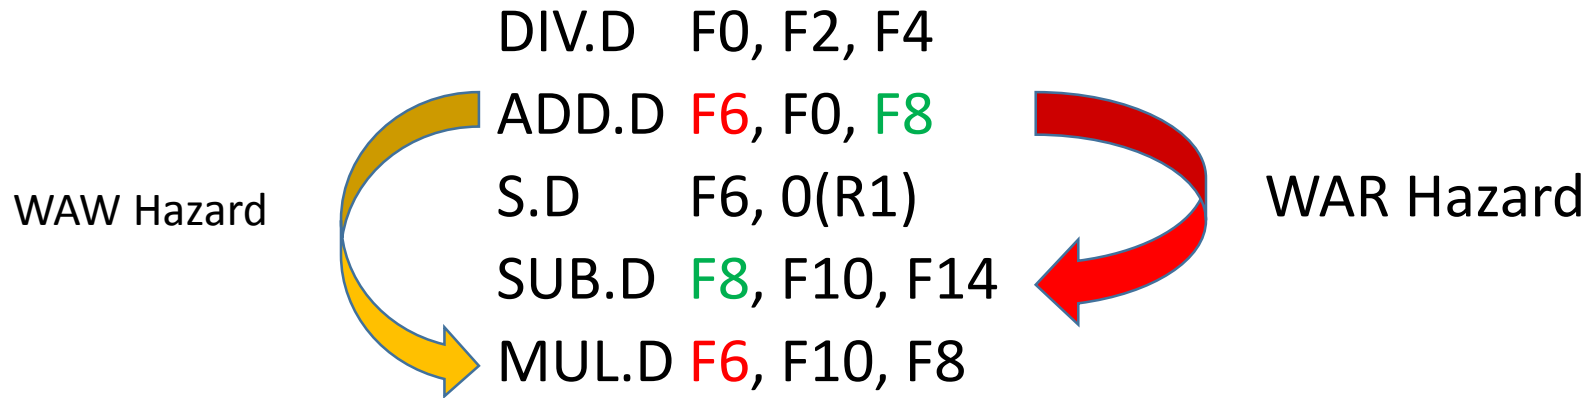 DIV.D F0, F2, F4
ADD.D F6, F0, F8
WAW Hazard
S.D F6, 0(R1)
WAR Hazard
SUB.D F8, F10, F14
MUL.D F6, F10, F8